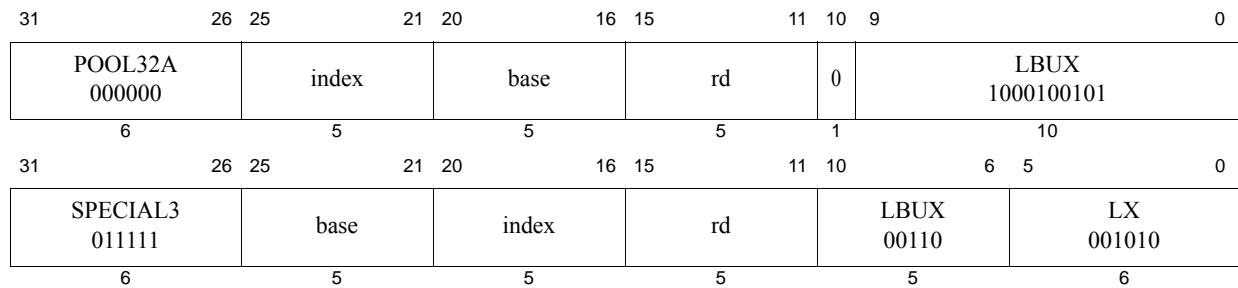 31 26 25 21 20 16 15 11 10 9 0
POOL32A index base rd 0 LBUX
000000 1000100101
6 5 5 5 1 10
31 26 25 21 20 16 15 11 10 6 5 0
SPECIAL3 base index rd LBUX LX
011111 00110 001010
6 5 5 5 5 6